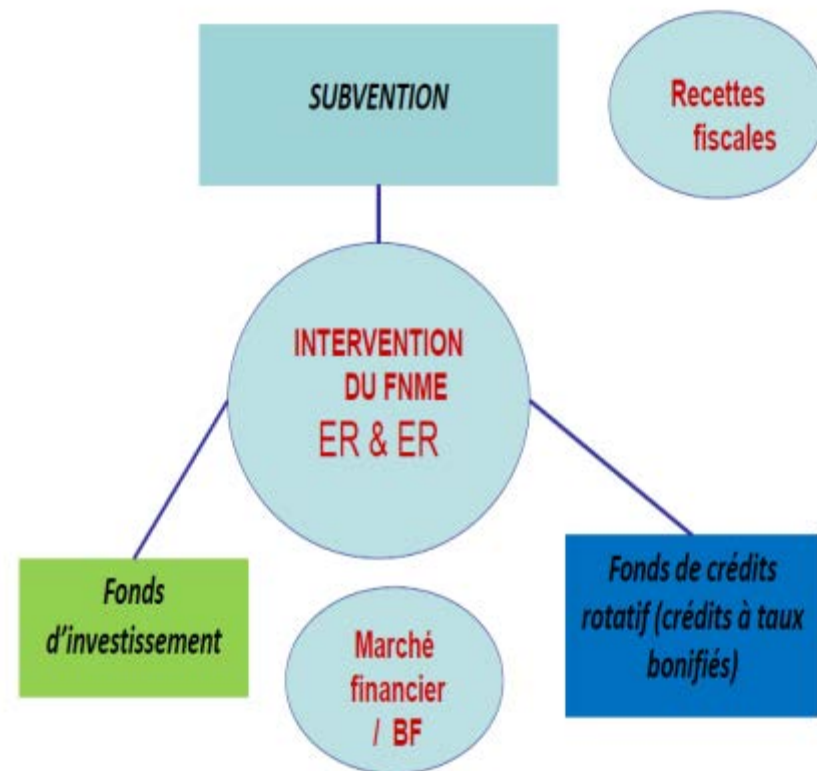 SUBVENTION
Recettes
fiscales
INTERVENTION
DU FNME
ER & ER
Fonds
d'investissement
Fonds de crédits
rotatif (crédits à taux
bonifiés)
Marché
financier
/ BF